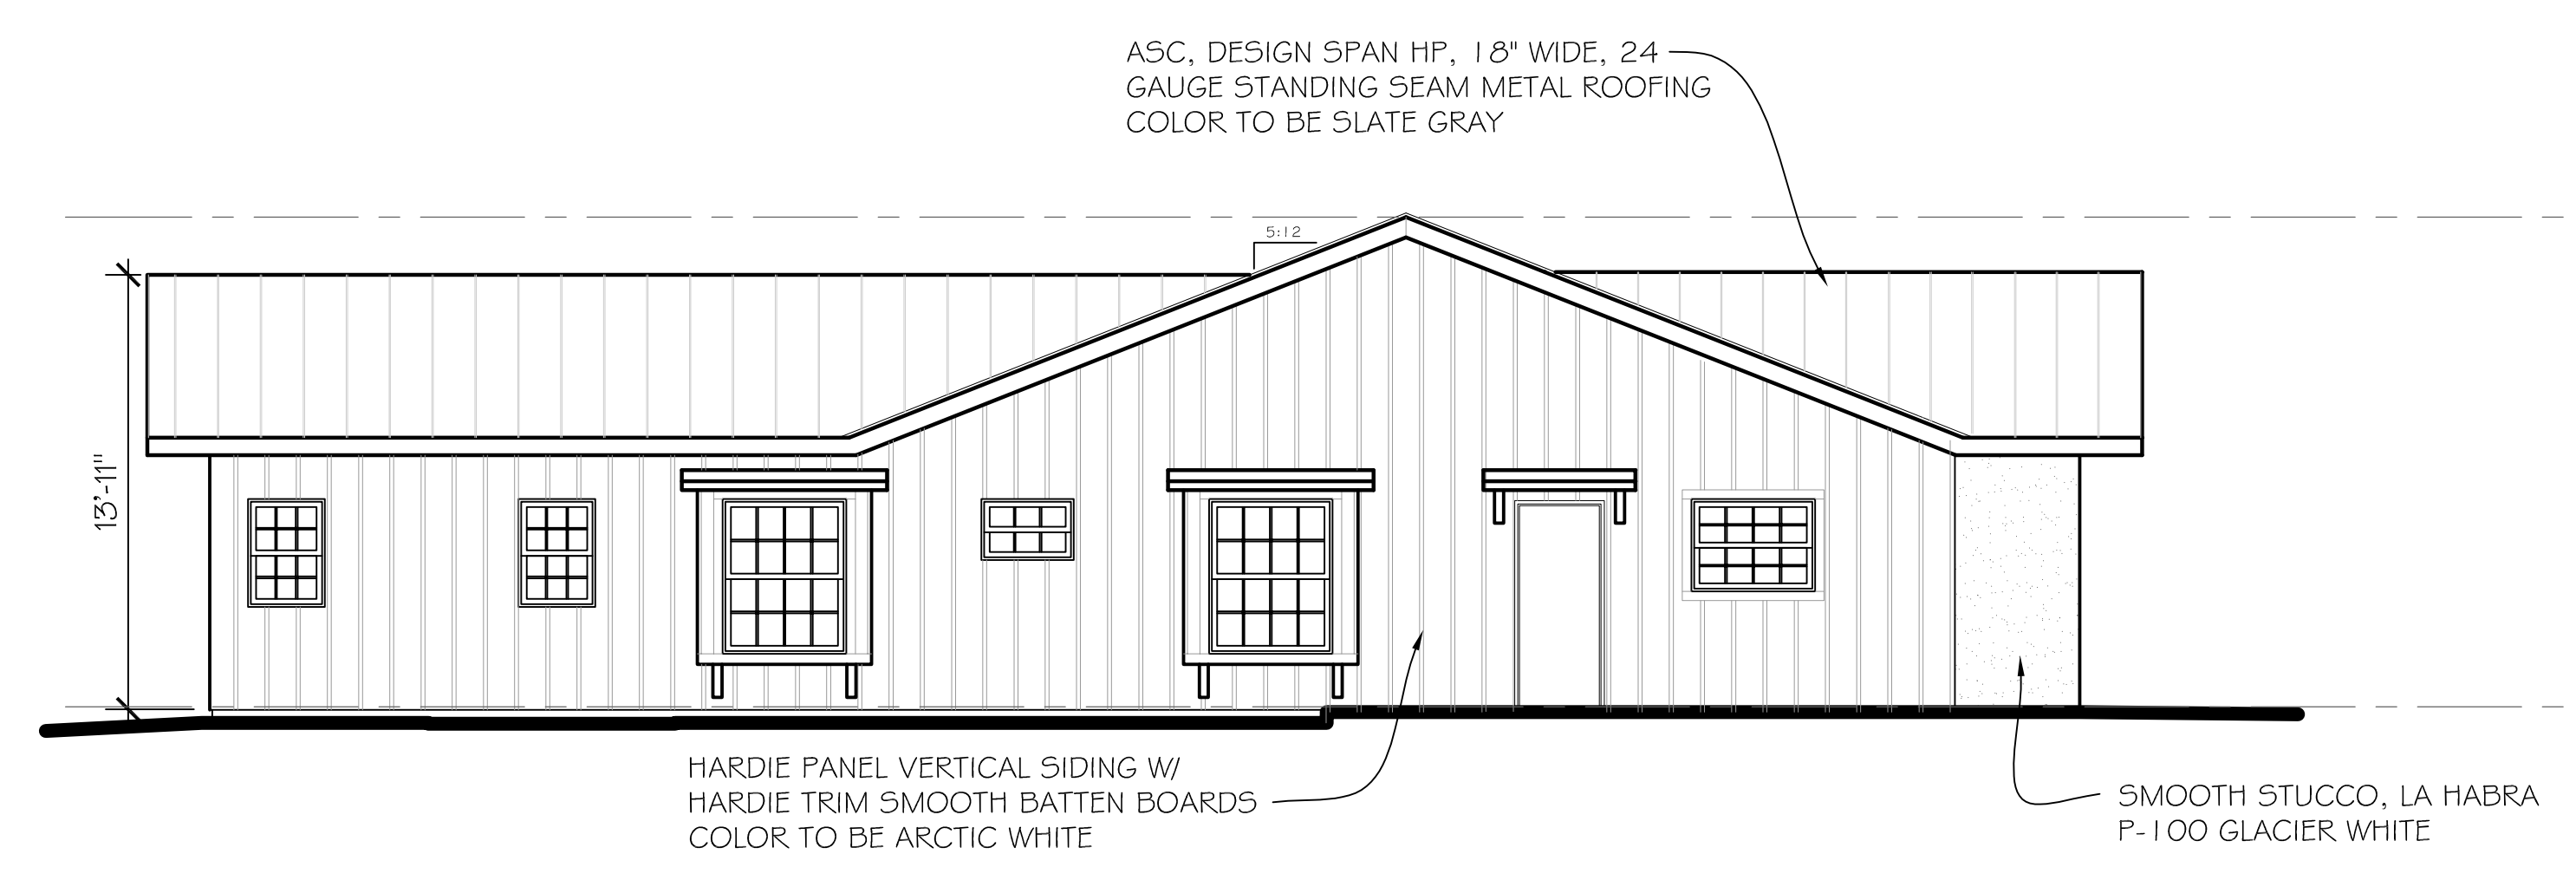 ASC, DESIGN SPAN HP, 18" WIDE, 24
GAUGE STANDING SEAM METAL ROOFING
COLOR TO BE SLATE GRAY
5:12
13'-11"
HARDIE PANEL VERTICAL SIDING W/
HARDIE TRIM SMOOTH BATTEN BOARDS
COLOR TO BE ARCTIC WHITE
SMOOTH STUCCO, LA HABRA
P-100 GLACIER WHITE